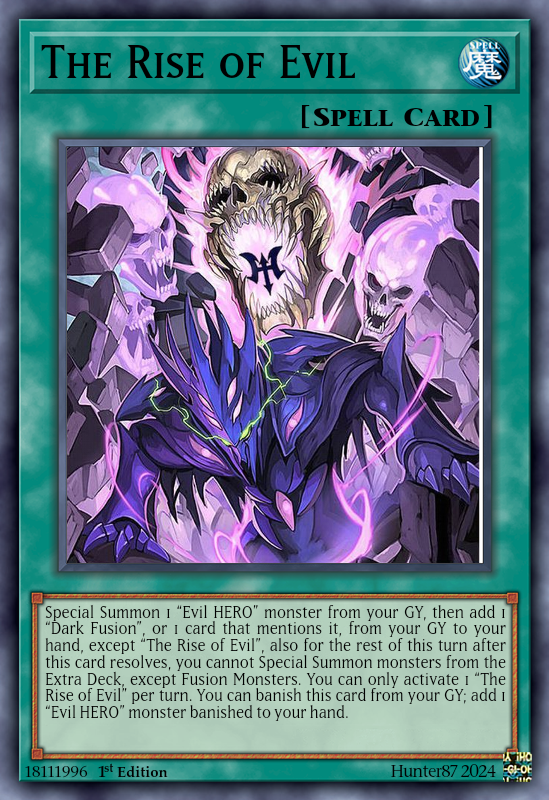 The Rise of Evil
SPELL
魔
[Spell Card]
Special Summon 1 “Evil HERO” monster from your GY, then add 1
“Dark Fusion”, or 1 card that mentions it, from your GY to your
hand, except “The Rise of Evil”, also for the rest of this turn after
this card resolves, you cannot Special Summon monsters from the
Extra Deck, except Fusion Monsters. You can only activate 1 “The
Rise of Evil” per turn. You can banish this card from your GY; add 1
“Evil HERO” monster banished to your hand.
18111996 1st Edition Hunter87 2024